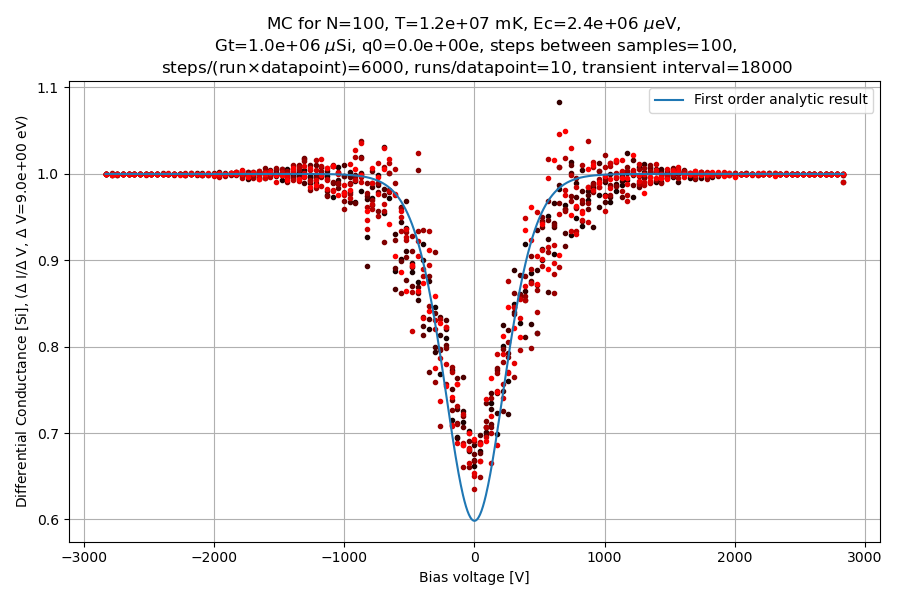 MC for N=100, T=1.2e+07 mK, Ec=2.4e+06 μeV,
Gt=1.0e+06 μSi, q0=0.0e+00e, steps between samples=100,
steps/(run×datapoint)=6000, runs/datapoint=10, transient interval=18000
First order analytic result
Differential Conductance [Si], (Δ I/Δ V, Δ V=9.0e+00 eV)
1.1
1.0
0.9
0.8
0.7
0.6
−3000 −2000 −1000 0 1000 2000 3000
Bias voltage [V]